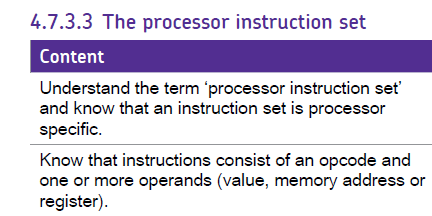 4.7.3.3 The processor instruction set
Content
Understand the term ‘processor instruction set’
and know that an instruction set is processor
specific.
Know that instructions consist of an opcode and
one or more operands (value, memory address or
register).